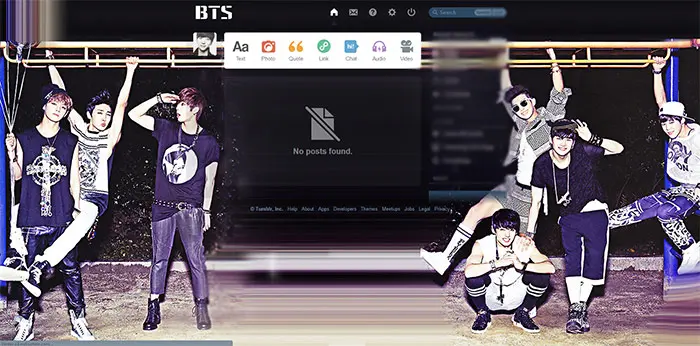 BTS
Search
Aa
Text
Photo
Quote
Link
Chat
Audio
Video
No posts found.
© Tumblr, Inc. Help About Apps Developers Themes Meetups Jobs Legal Privacy